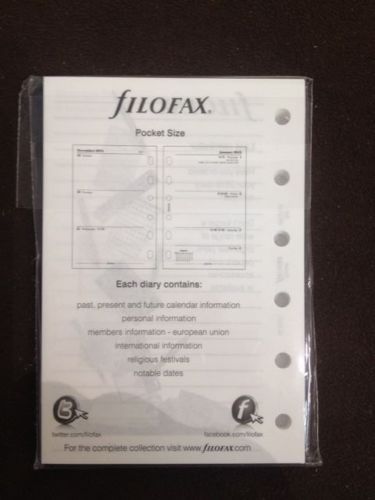 fILOFAX®
Pocket Size
Each diary contains:
past, present and future calendar information
personal information
members information - european union
international information
religious festivals
notable dates
twitter.com/filofax
facebook.com/filofax
For the complete collection visit www.fILOFAX.com